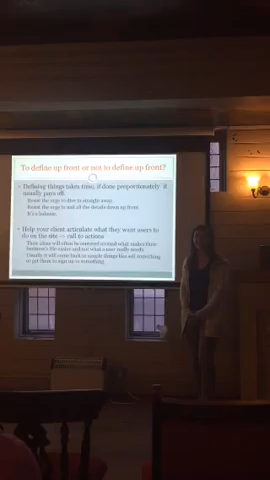 To define up front or not to define up front?
Defining things takes time, if done proportionately it
usually pays off.
Resist the urge to dive in straight away.
Resist the urge to nail all the details down up front.
It's a balance.
Help your client articulate what they want users to
do on the site -> call to actions
Their ideas will often be centered around what makes their
business's life easier and not what a user really needs.
Usually it will come back to simple things like sell something
or get them to sign up to something.